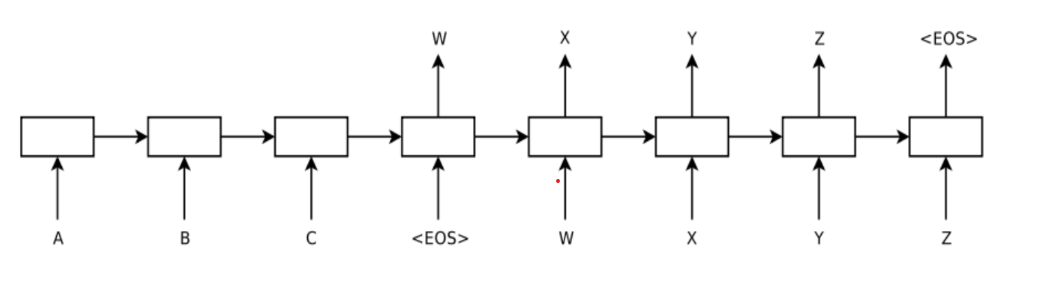 W X Y Z <EOS>
A B C <EOS> W X Y Z